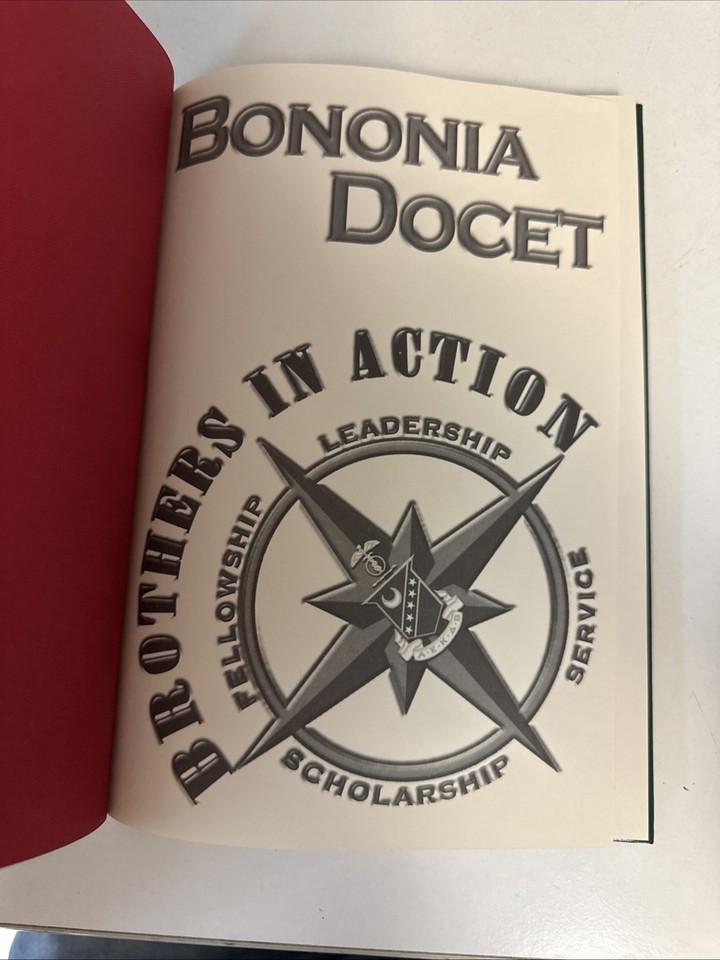 BONONIA
DOCET
BROTHERS IN ACTION
LEADERSHIP
FELLOWSHIP
SERVICE
A·E·K·Δ·B
SCHOLARSHIP